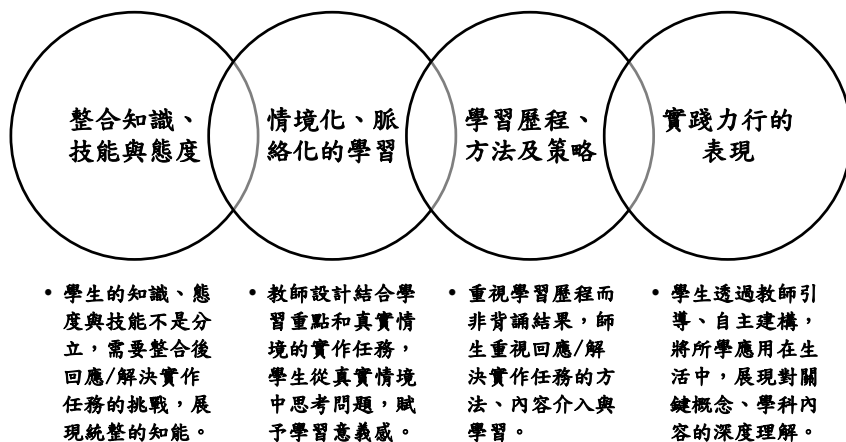 整合知識、
技能與態度
情境化、脈
絡化的學習
學習歷程、
方法及策略
實踐力行的
表現
• 學生的知識、態
度與技能不是分
立，需要整合後
回應/解決實作
任務的挑戰，展
現統整的知能。
• 教師設計結合學
習重點和真實情
境的實作任務，
學生從真實情境
中思考問題，賦
予學習意義感。
• 重視學習歷程而
非背誦結果，師
生重視回應/解
決實作任務的方
法、內容介入與
學習。
• 學生透過教師引
導、自主建構，
將所學應用在生
活中，展現對關
鍵概念、學科內
容的深度理解。